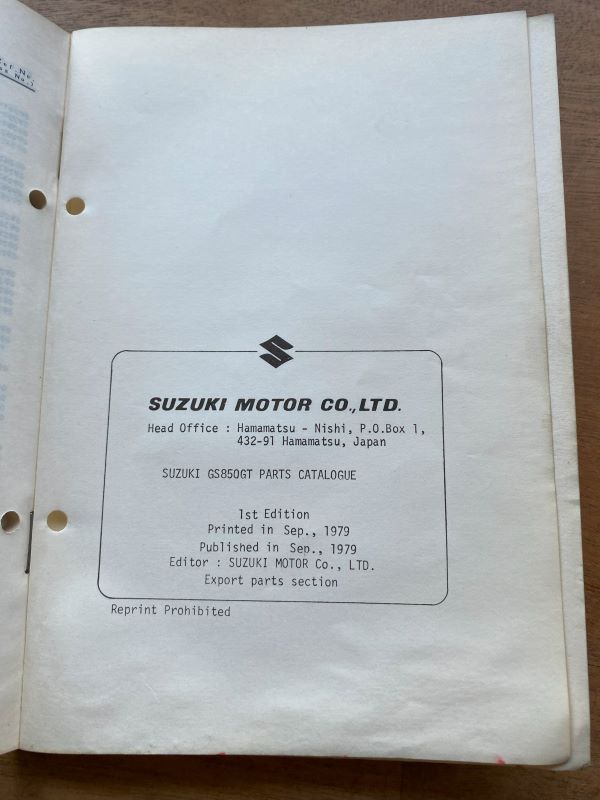 SUZUKI MOTOR CO.,LTD.
Head Office : Hamamatsu - Nishi, P.O.Box 1,
432-91 Hamamatsu, Japan
SUZUKI GS850GT PARTS CATALOGUE
1st Edition
Printed in Sep., 1979
Published in Sep., 1979
Editor : SUZUKI MOTOR Co., LTD.
Export parts section
Reprint Prohibited